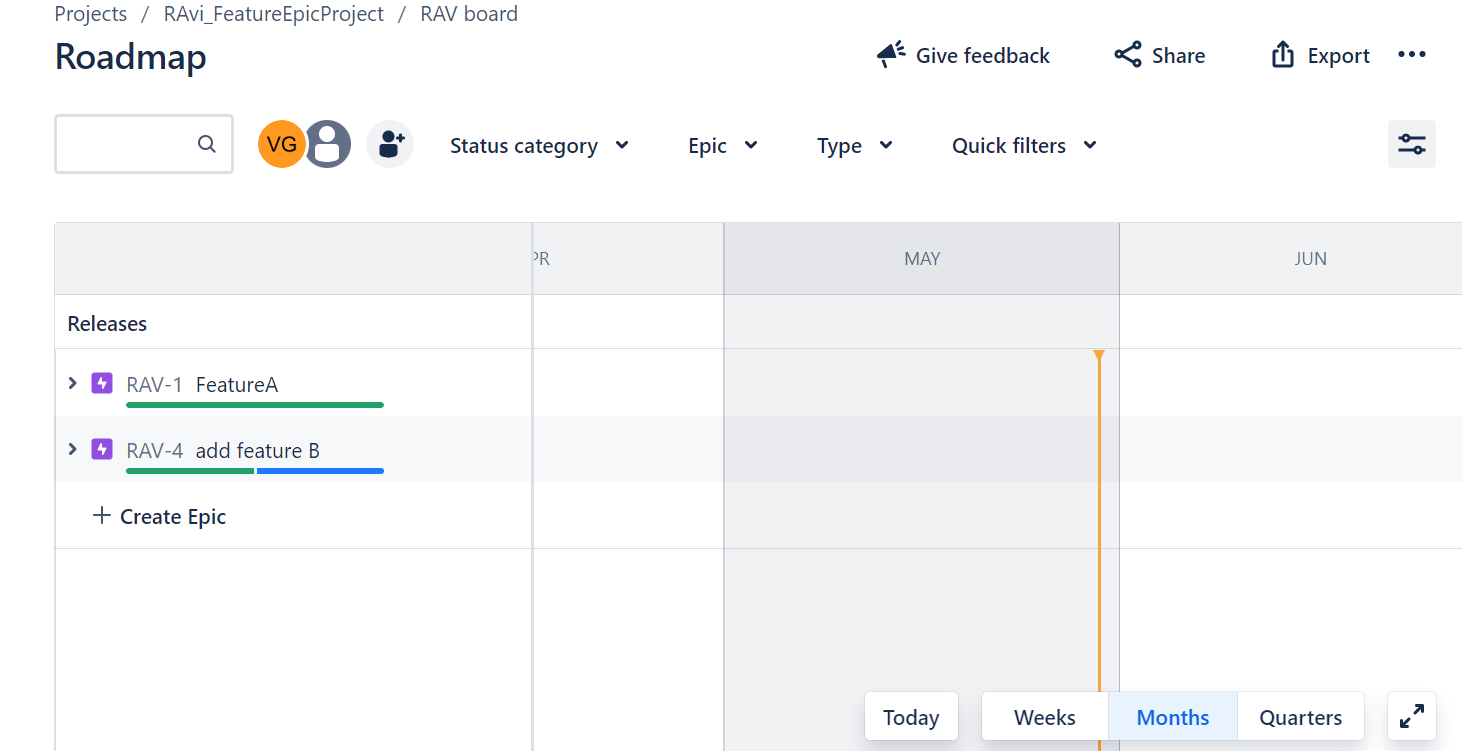 Projects / RAvi_FeatureEpicProject / RAV board
Roadmap
Give feedback
Share
Export
VG
Status category
Epic
Type
Quick filters
PR
MAY
JUN
Releases
RAV-1 FeatureA
RAV-4 add feature B
+ Create Epic
Today
Weeks
Months
Quarters